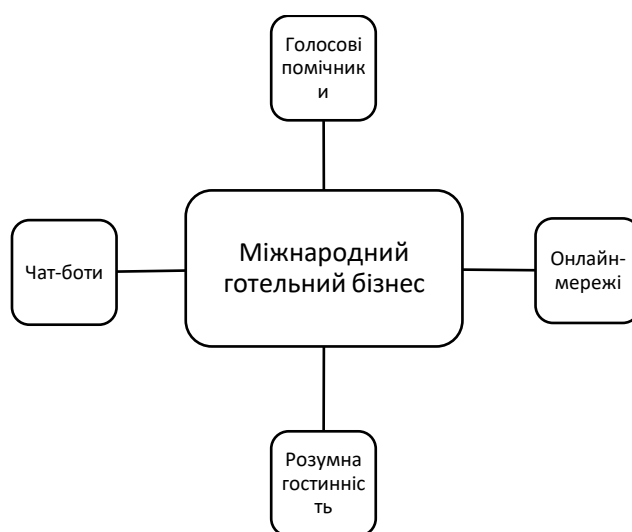 Голосові
помічник
и
Чат-боти
Міжнародний
готельний бізнес
Онлайн-
мережі
Розумна
гостинніс
ть